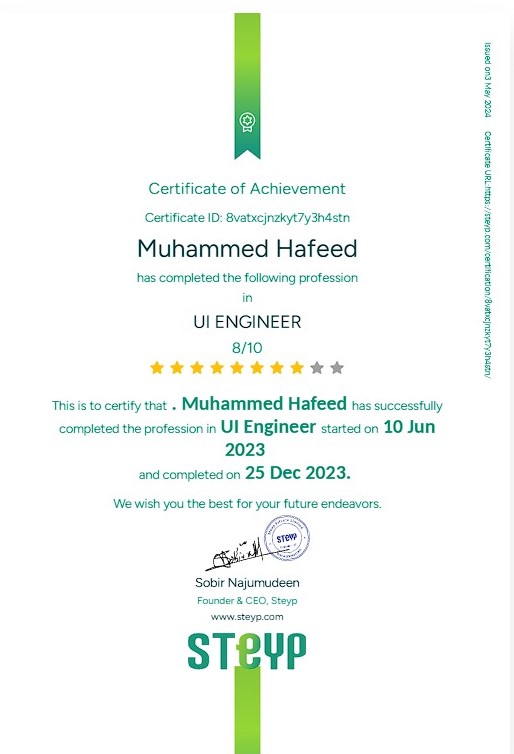 Certificate of Achievement
Certificate ID: 8vatxcjnzkyt7y3h4stn
Muhammed Hafeed
has completed the following profession
in
UI ENGINEER
8/10
This is to certify that . Muhammed Hafeed has successfully
completed the profession in UI Engineer started on 10 Jun
2023
and completed on 25 Dec 2023.
We wish you the best for your future endeavors.
STEYP
Sobir Najumudeen
Founder & CEO, Steyp
www.steyp.com
STEYP
Issued on3 May 2024 Certificate URL:https://steyp.com/certification/8vatxcjnzkyt7y3h4stn/